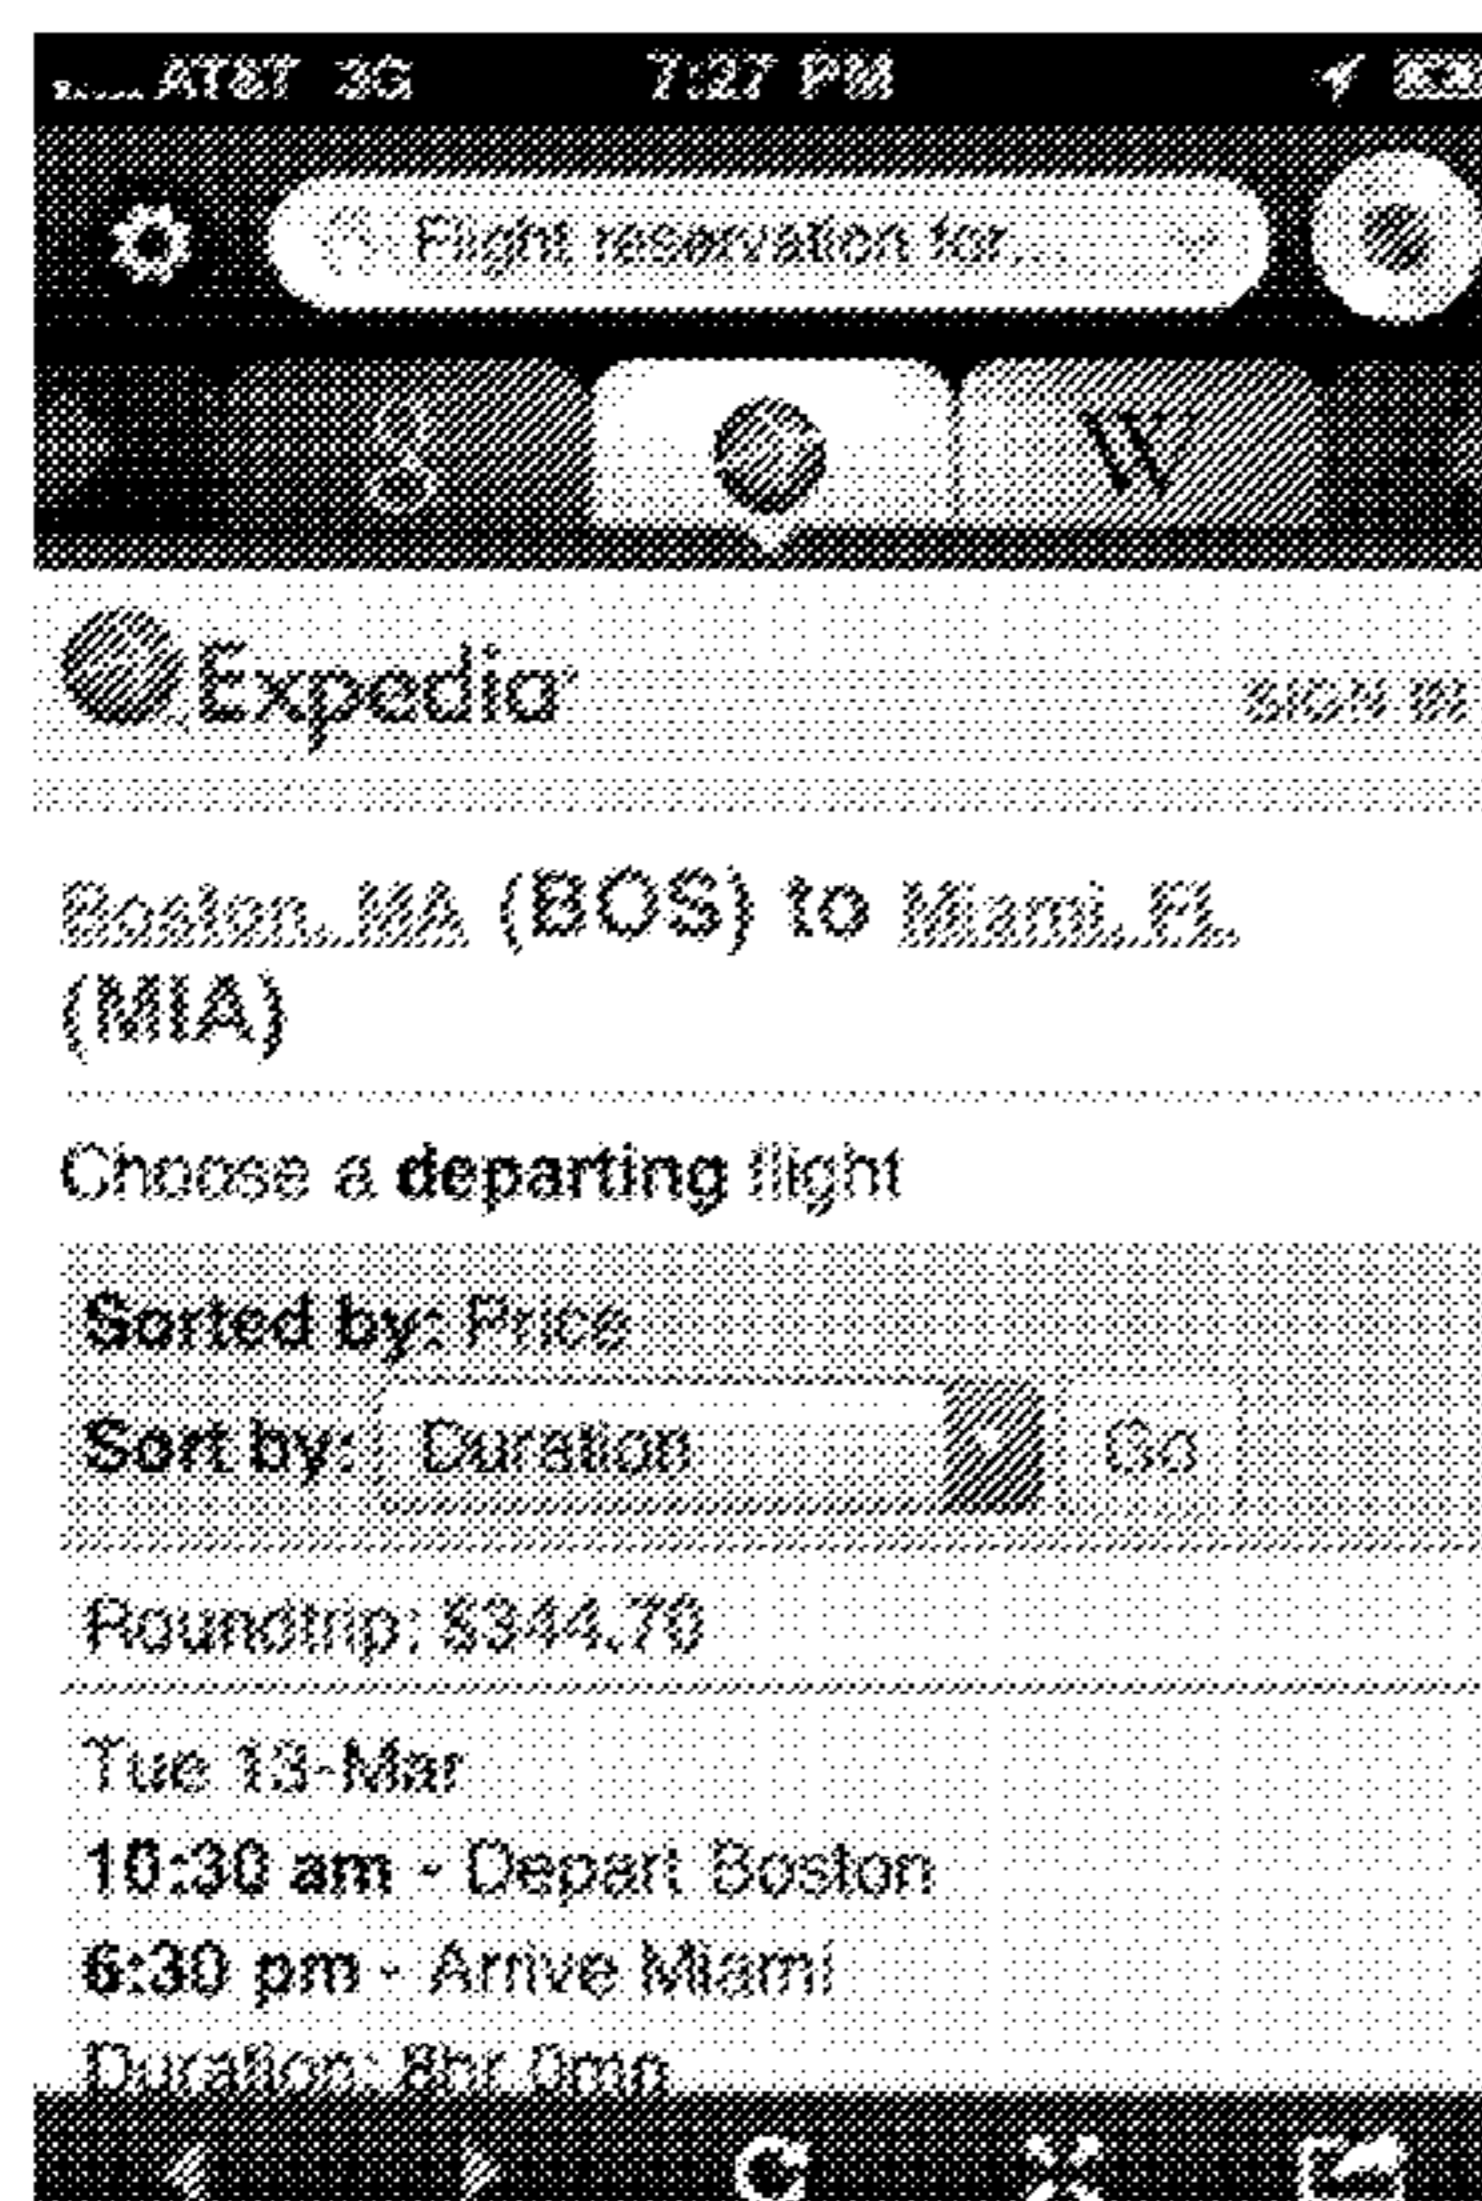 AT&T 3G 7:27 PM
Flight reservation for...
W
Expedia
SIGN IN
Boston, MA (BOS) to Miami, FL
(MIA)
Choose a departing flight
Sorted by: Price
Sort by: Duration Go
Roundtrip: $344.70
Tue 13-Mar
10:30 am - Depart Boston
6:30 pm - Arrive Miami
Duration: 8hr 0mn